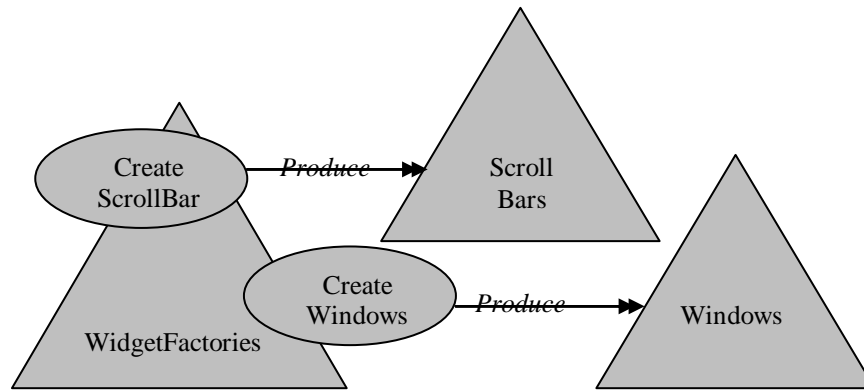 Create
ScrollBar
Produce
Scroll
Bars
Create
Windows
Produce
Windows
WidgetFactories